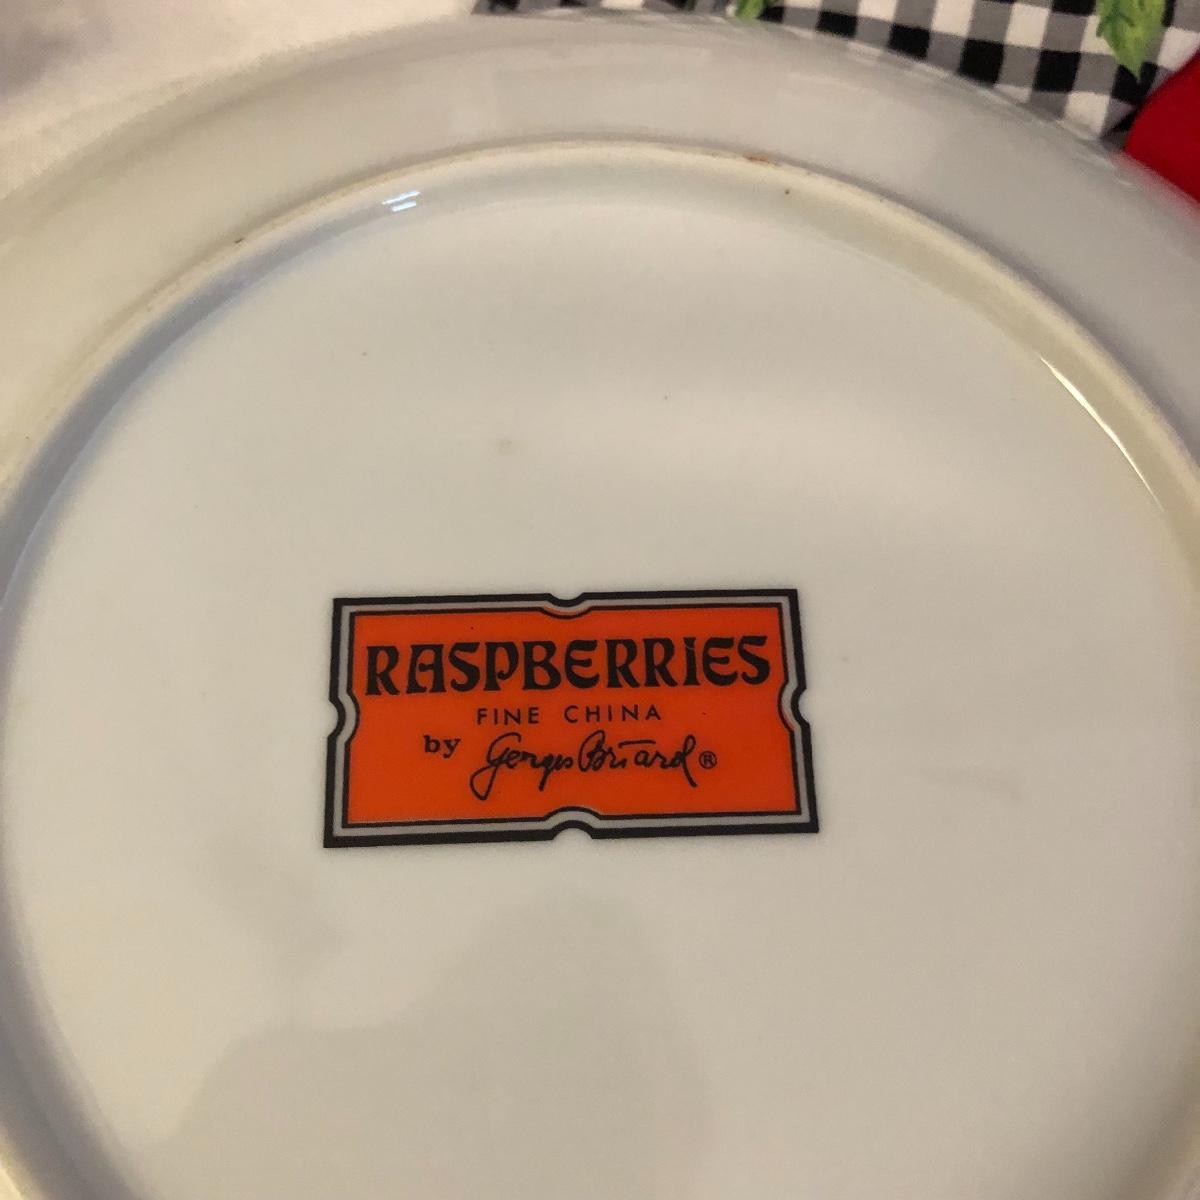 RASPBERRIES
FINE CHINA
by Georges Briard®